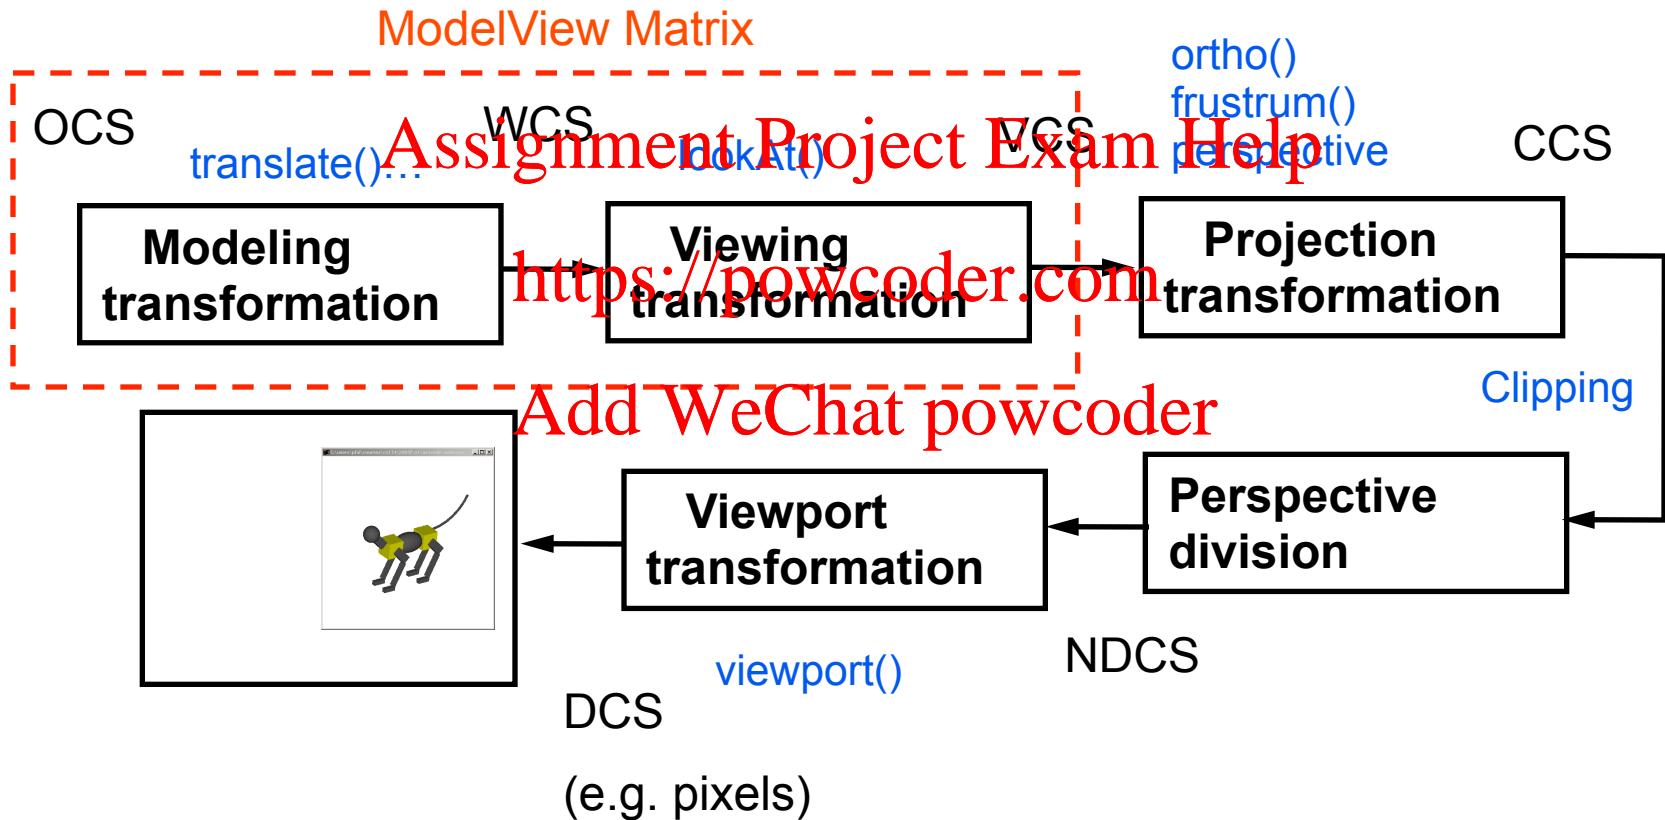 ModelView Matrix
ortho()
frustrum()
perspective
OCS
WCS
VCS
CCS
translate()...
lookAt()
Assignment Project Exam Help
Modeling
transformation
Viewing
transformation
Projection
transformation
https://powcoder.com
Clipping
Add WeChat powcoder
Perspective
division
Viewport
transformation
NDCS
viewport()
DCS
(e.g. pixels)